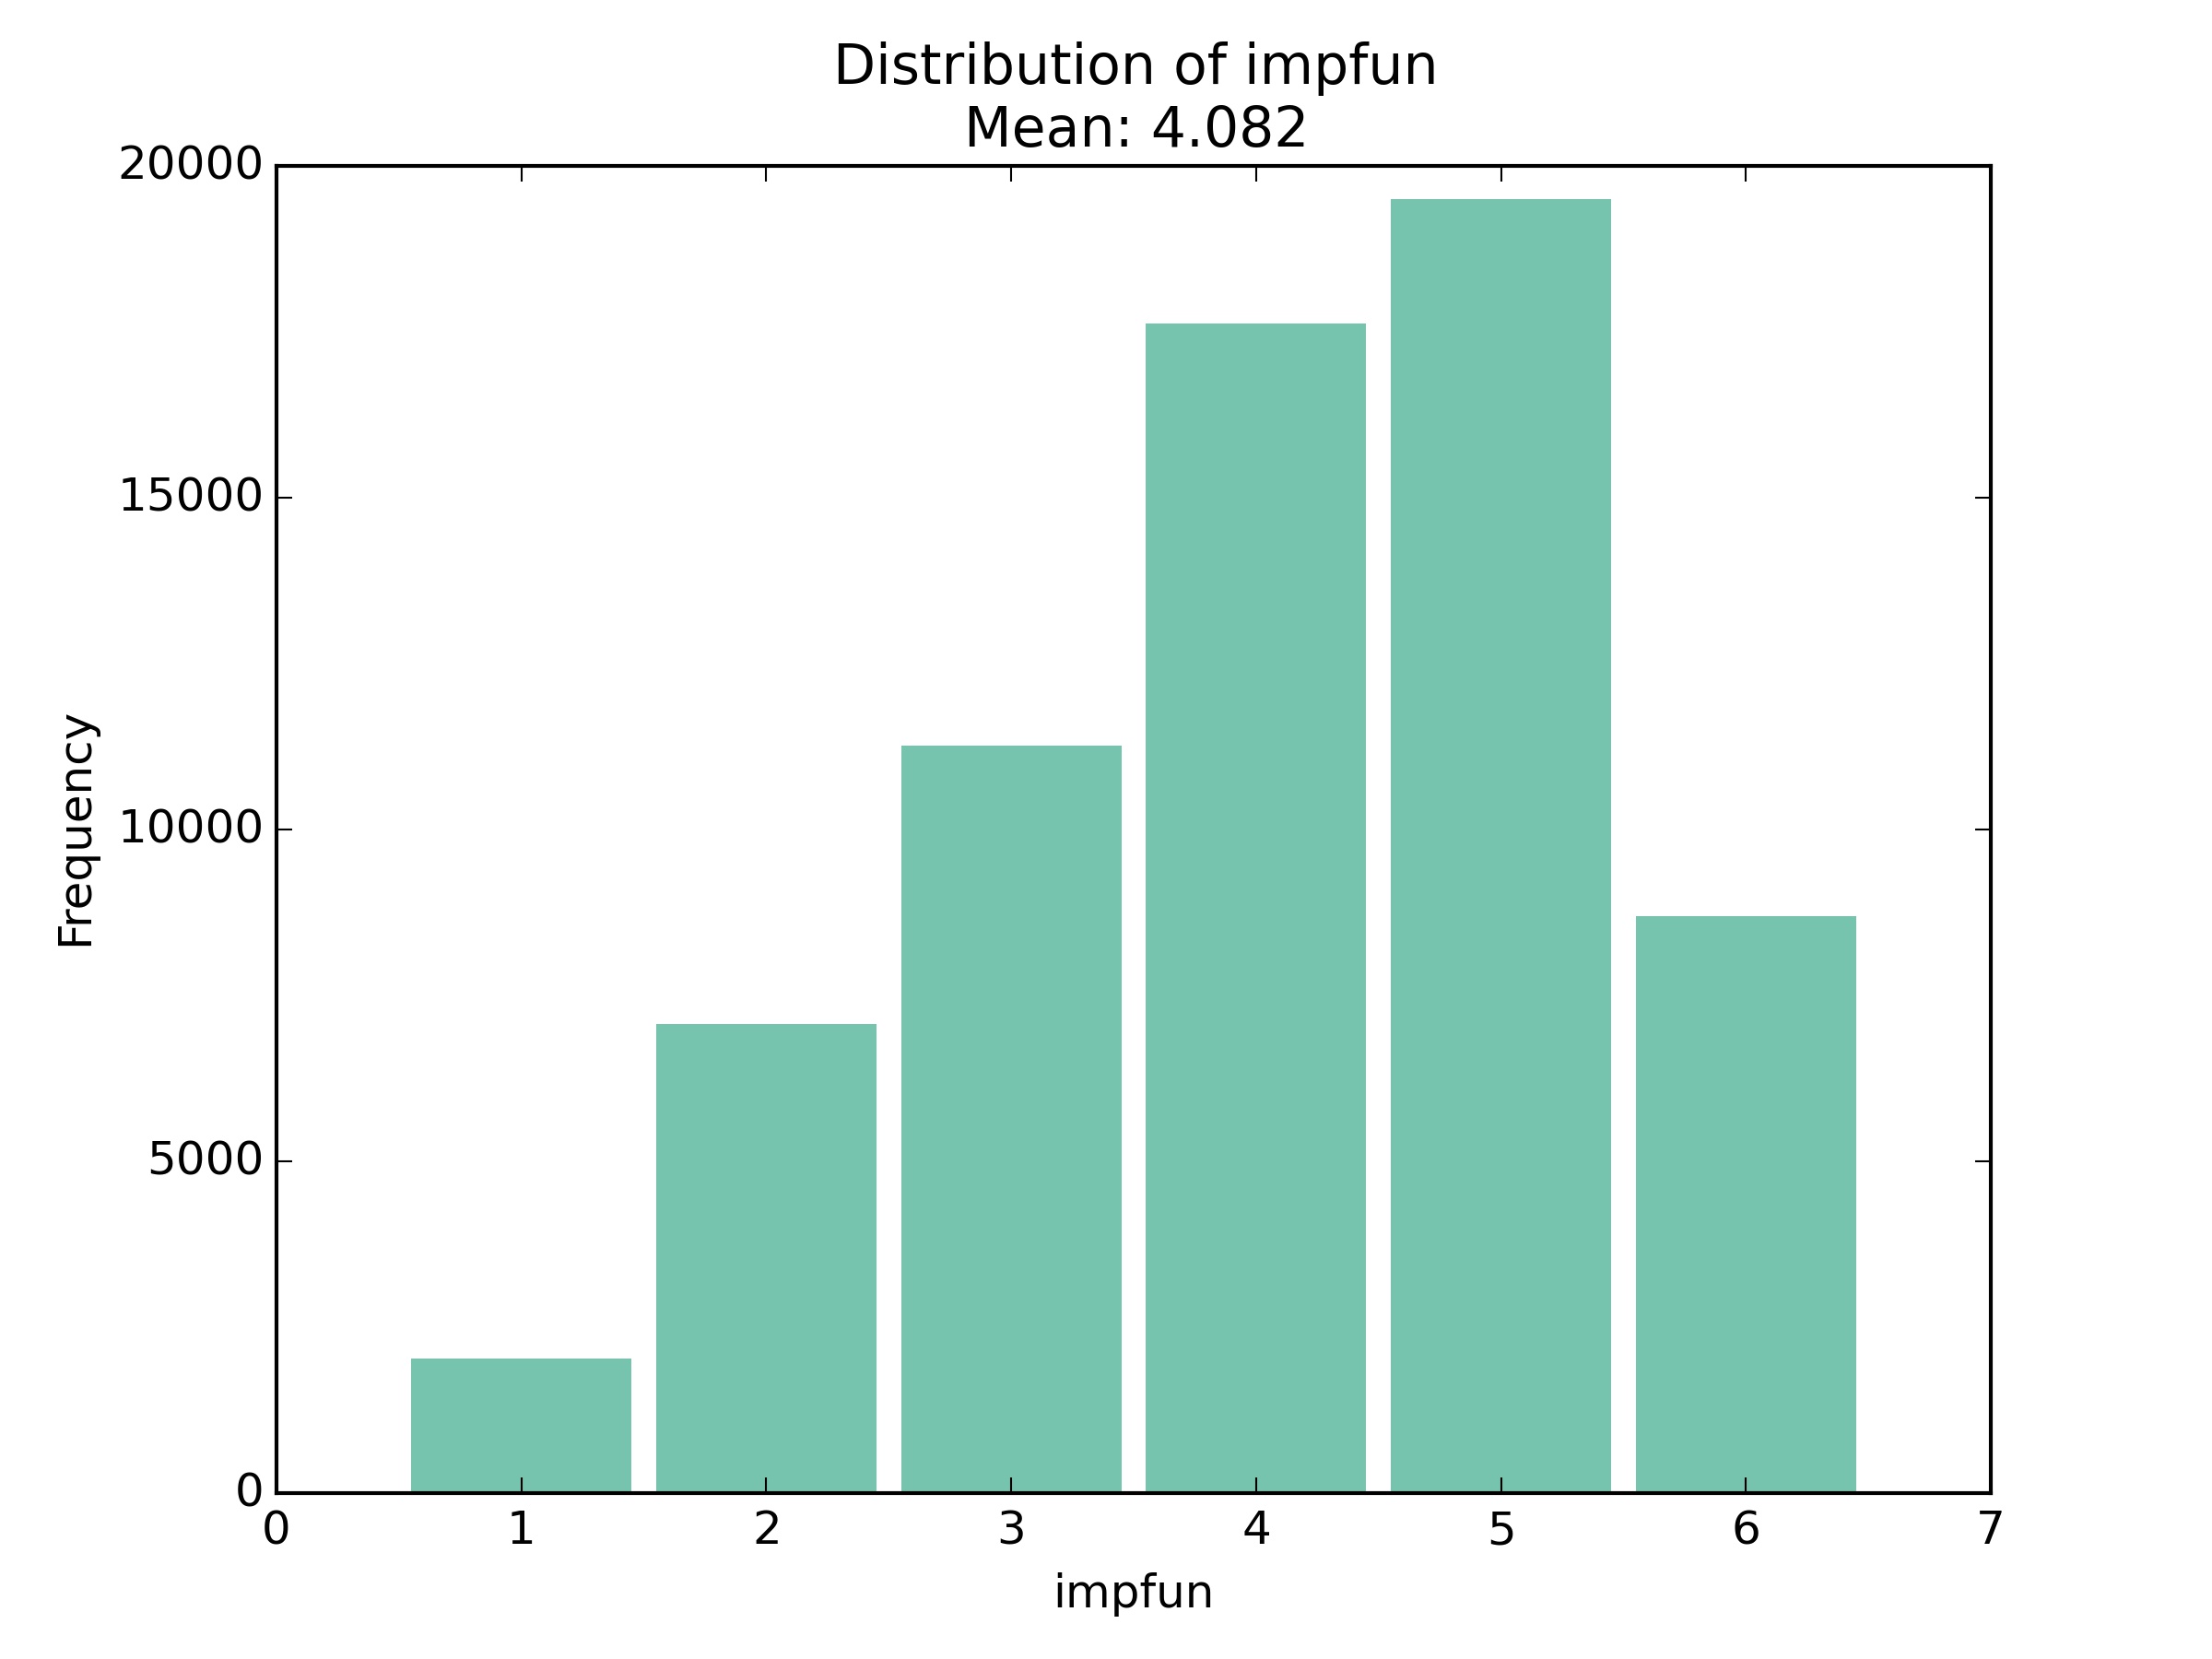 Distribution of impfun
Mean: 4.082
20000
15000
10000
5000
0
Frequency
0 1 2 3 4 5 6 7
impfun